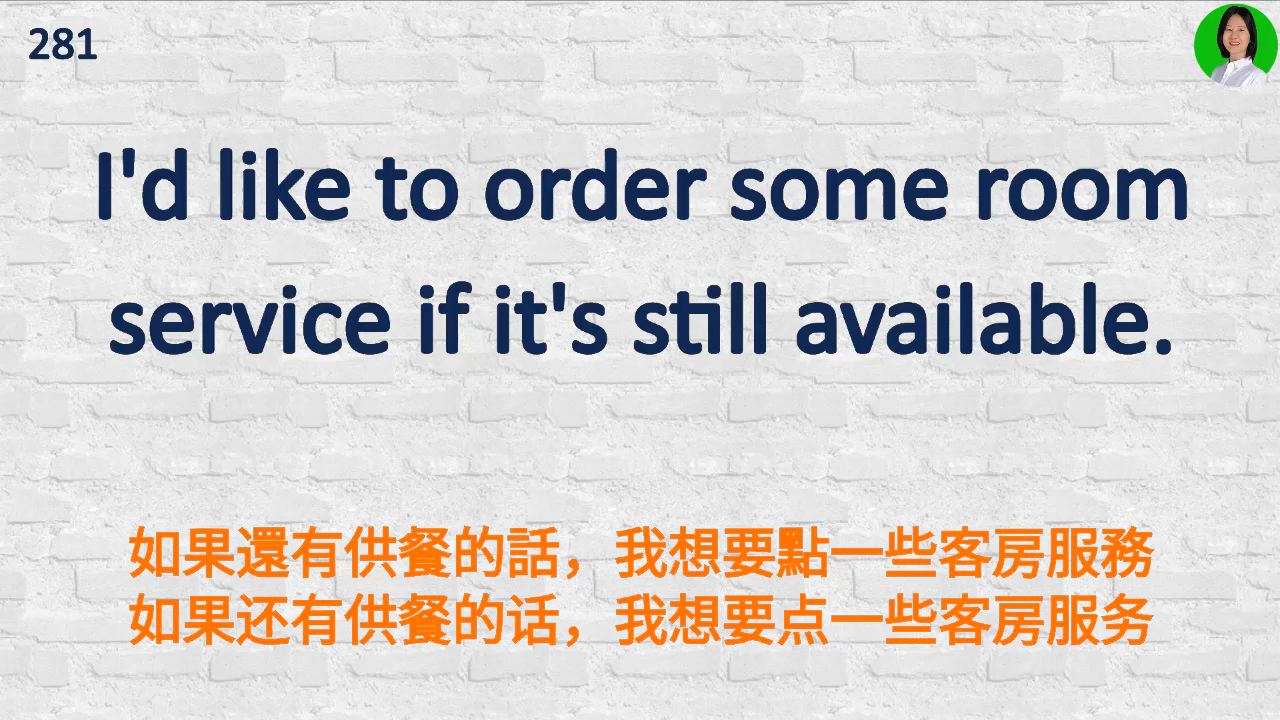 281
I'd like to order some room
service if it's still available.
如果還有供餐的話，我想要點一些客房服務
如果还有供餐的话，我想要点一些客房服务